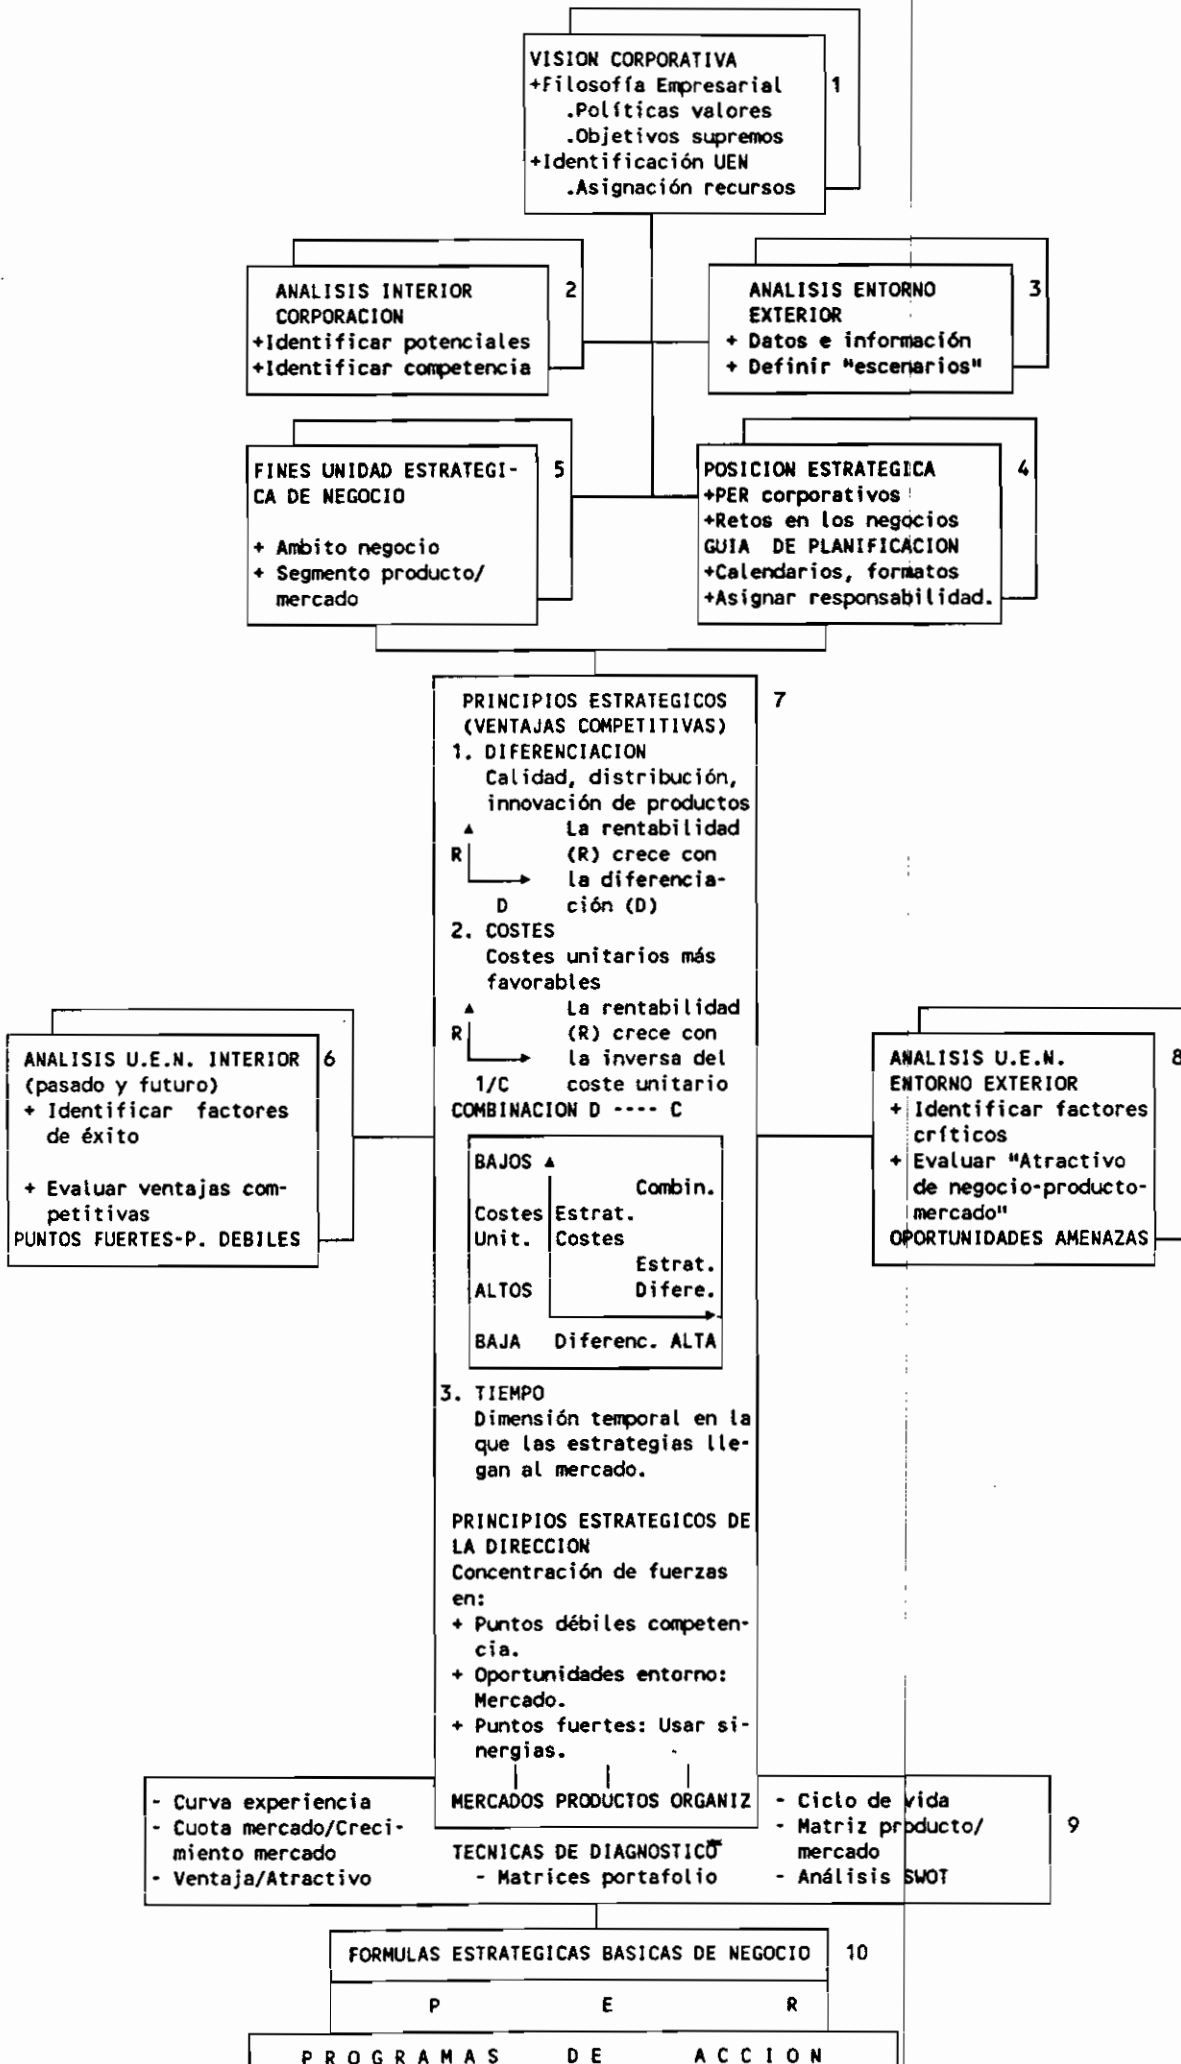 VISION CORPORATIVA
+Filosofía Empresarial
.Políticas valores
.Objetivos supremos
+Identificación UEN
.Asignación recursos
1
ANALISIS INTERIOR
CORPORACION
+Identificar potenciales
+Identificar competencia
2
ANALISIS ENTORNO
EXTERIOR
+ Datos e información
+ Definir "escenarios"
3
FINES UNIDAD ESTRATEGI-
CA DE NEGOCIO
+ Ambito negocio
+ Segmento producto/
mercado
5
POSICION ESTRATEGICA
+PER corporativos
+Retos en los negocios
GUIA DE PLANIFICACION
+Calendarios, formatos
+Asignar responsabilidad.
4
PRINCIPIOS ESTRATEGICOS
(VENTAJAS COMPETITIVAS)
7
1. DIFERENCIACION
Calidad, distribución,
innovación de productos
La rentabilidad
R (R) crece con
la diferencia-
D ción (D)
2. COSTES
Costes unitarios más
favorables
La rentabilidad
R (R) crece con
la inversa del
1/C coste unitario
COMBINACION D ---- C
BAJOS
Combin.
Costes Estrat.
Unit. Costes
Estrat.
ALTOS Difere.
BAJA Diferenc. ALTA
3. TIEMPO
Dimensión temporal en la
que las estrategias lle-
gan al mercado.
PRINCIPIOS ESTRATEGICOS DE
LA DIRECCION
Concentración de fuerzas
en:
+ Puntos débiles competen-
cia.
+ Oportunidades entorno:
Mercado.
+ Puntos fuertes: Usar si-
nergias.
MERCADOS PRODUCTOS ORGANIZ
ANALISIS U.E.N. INTERIOR
(pasado y futuro)
+ Identificar factores
de éxito
+ Evaluar ventajas com-
petitivas
PUNTOS FUERTES-P. DEBILES
6
ANALISIS U.E.N.
ENTORNO EXTERIOR
+ Identificar factores
críticos
+ Evaluar "Atractivo
de negocio-producto-
mercado"
OPORTUNIDADES AMENAZAS
8
- Curva experiencia
- Cuota mercado/Creci-
miento mercado
- Ventaja/Atractivo
TECNICAS DE DIAGNOSTICO
- Matrices portafolio
- Ciclo de vida
- Matriz producto/
mercado
- Análisis SWOT
9
FORMULAS ESTRATEGICAS BASICAS DE NEGOCIO
10
P E R
PROGRAMAS DE ACCION